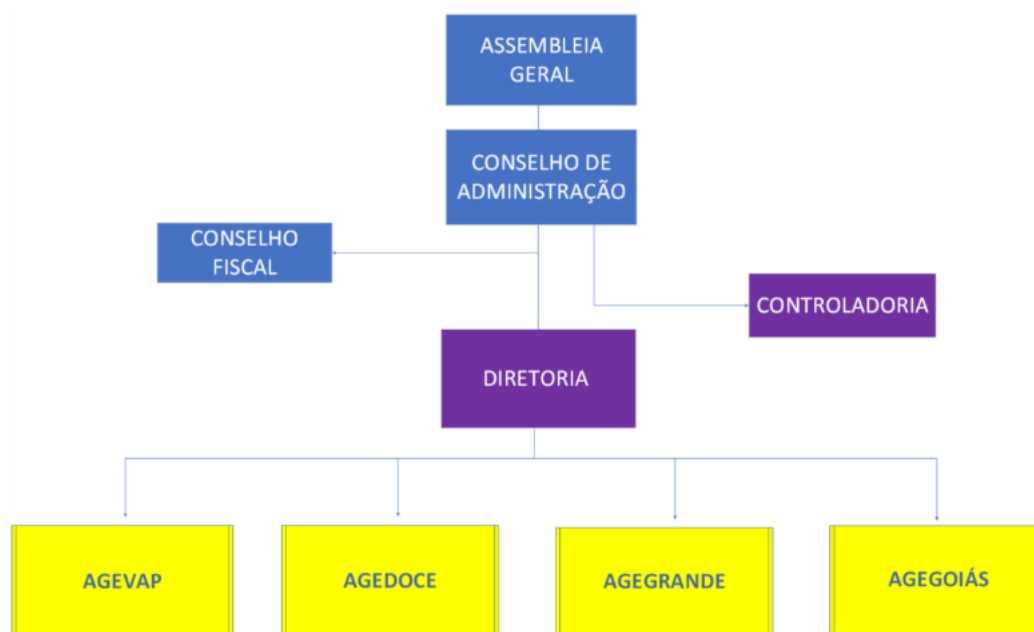 ASSEMBLEIA
GERAL
CONSELHO DE
ADMINISTRAÇÃO
CONSELHO
FISCAL
CONTROLADORIA
DIRETORIA
AGEVAP
AGEDOCE
AGEGRANDE
AGEGOIÁS